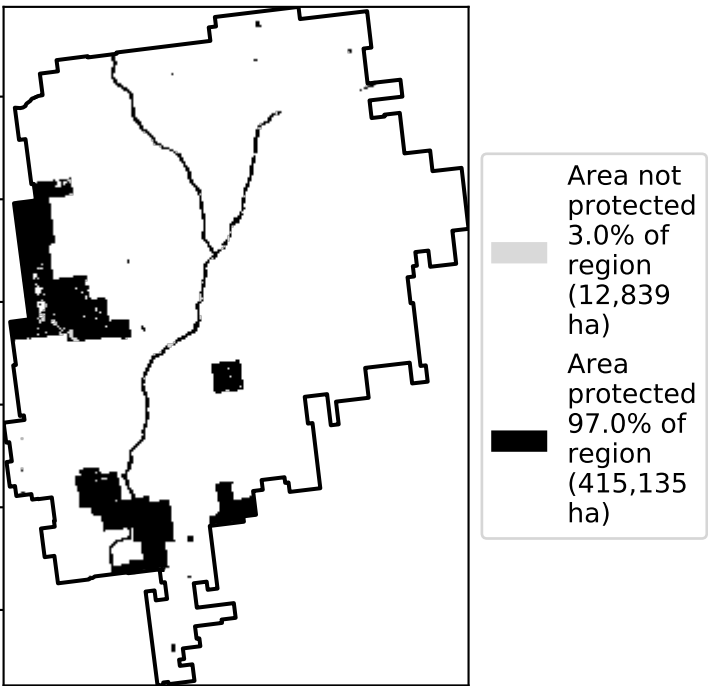 Area not
protected
3.0% of
region
(12,839
ha)
Area
protected
97.0% of
region
(415,135
ha)